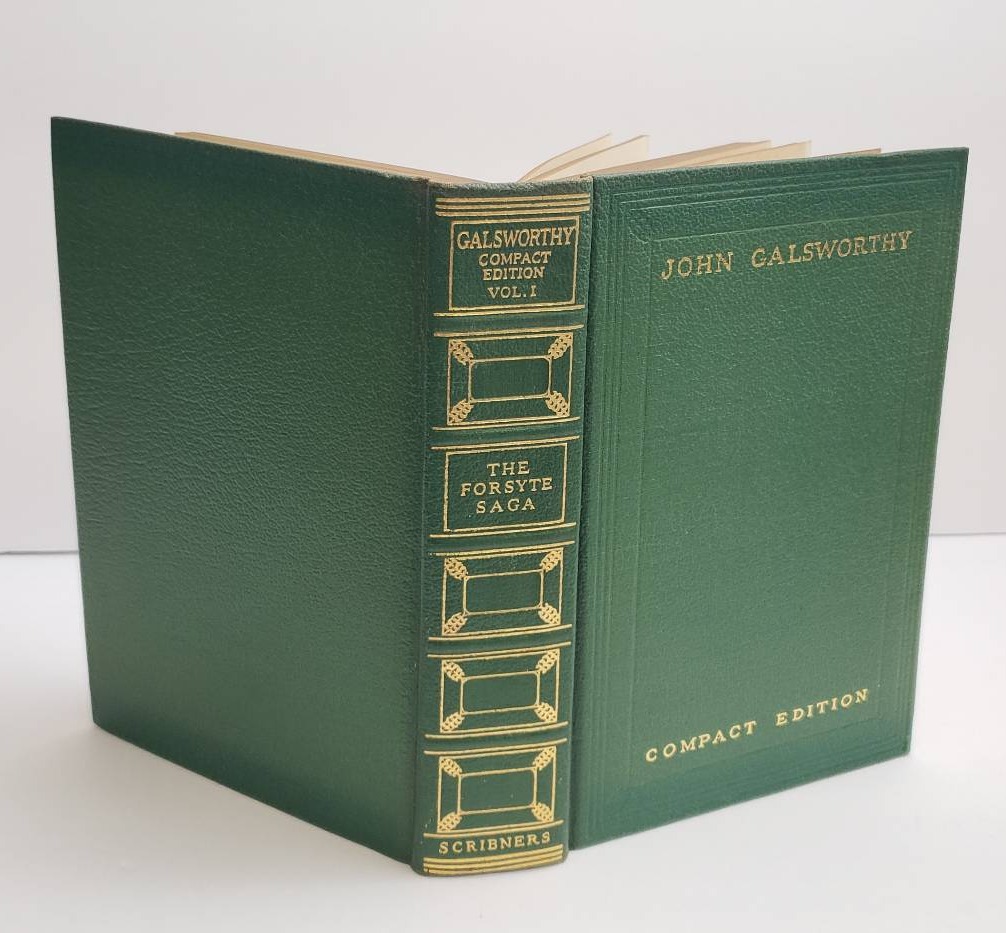 GALSWORTHY
COMPACT
EDITION
VOL. I
THE
FORSYTE
SAGA
SCRIBNERS
JOHN GALSWORTHY
COMPACT EDITION